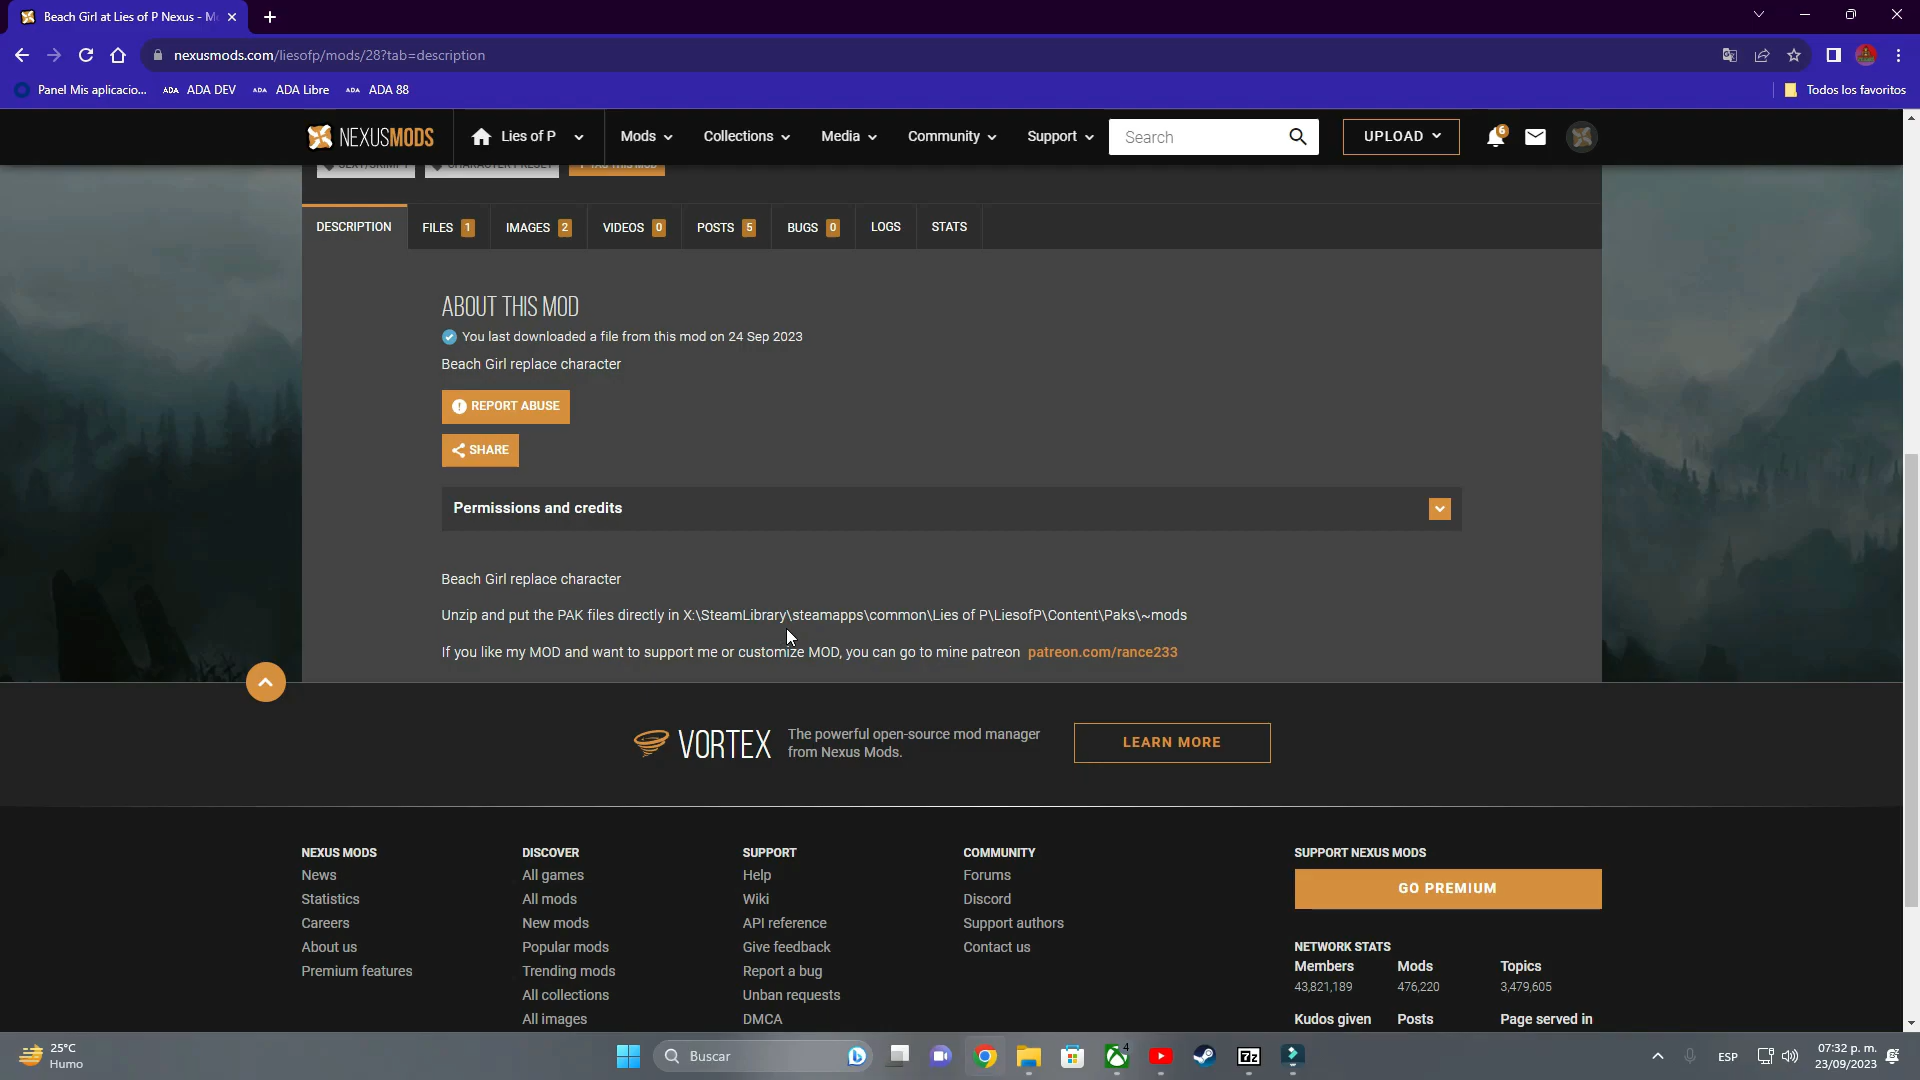 Beach Girl at Lies of P Nexus - M
nexusmods.com/liesofp/mods/28?tab=description
Panel Mis aplicacio... ADA ADA DEV ADA ADA Libre ADA ADA 88 Todos los favoritos
NEXUSMODS Lies of P Mods Collections Media Community Support Search UPLOAD 6
DESCRIPTION FILES 1 IMAGES 2 VIDEOS 0 POSTS 5 BUGS 0 LOGS STATS
ABOUT THIS MOD
You last downloaded a file from this mod on 24 Sep 2023
Beach Girl replace character
REPORT ABUSE
SHARE
Permissions and credits
Beach Girl replace character
Unzip and put the PAK files directly in X:\SteamLibrary\steamapps\common\Lies of P\LiesofP\Content\Paks\~mods
If you like my MOD and want to support me or customize MOD, you can go to mine patreon patreon.com/rance233
VORTEX The powerful open-source mod manager
from Nexus Mods.
LEARN MORE
NEXUS MODS DISCOVER SUPPORT COMMUNITY SUPPORT NEXUS MODS
News All games Help Forums GO PREMIUM
Statistics All mods Wiki Discord
Careers New mods API reference Support authors
About us Popular mods Give feedback Contact us NETWORK STATS
Premium features Trending mods Report a bug Members Mods Topics
All collections Unban requests 43,821,189 476,220 3,479,605
All images DMCA Kudos given Posts Page served in
25°C
Humo
Buscar
4
7z
ESP
07:32 p. m.
23/09/2023